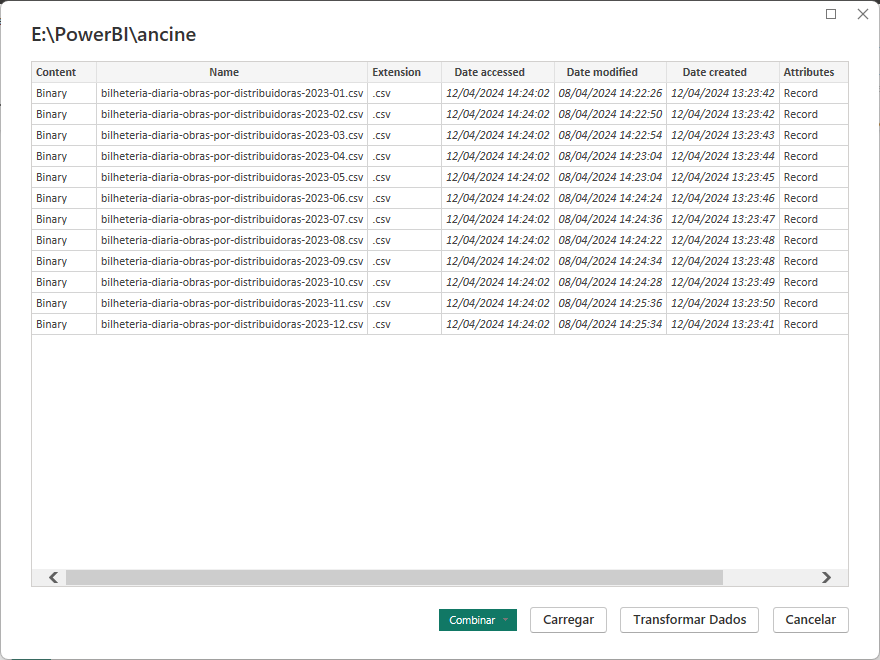 E:\PowerBI\ancine
Content Name Extension Date accessed Date modified Date created Attributes
Binary bilheteria-diaria-obras-por-distribuidoras-2023-01.csv .csv 12/04/2024 14:24:02 08/04/2024 14:22:26 12/04/2024 13:23:42 Record
Binary bilheteria-diaria-obras-por-distribuidoras-2023-02.csv .csv 12/04/2024 14:24:02 08/04/2024 14:22:50 12/04/2024 13:23:42 Record
Binary bilheteria-diaria-obras-por-distribuidoras-2023-03.csv .csv 12/04/2024 14:24:02 08/04/2024 14:22:54 12/04/2024 13:23:43 Record
Binary bilheteria-diaria-obras-por-distribuidoras-2023-04.csv .csv 12/04/2024 14:24:02 08/04/2024 14:23:04 12/04/2024 13:23:44 Record
Binary bilheteria-diaria-obras-por-distribuidoras-2023-05.csv .csv 12/04/2024 14:24:02 08/04/2024 14:23:04 12/04/2024 13:23:45 Record
Binary bilheteria-diaria-obras-por-distribuidoras-2023-06.csv .csv 12/04/2024 14:24:02 08/04/2024 14:24:24 12/04/2024 13:23:46 Record
Binary bilheteria-diaria-obras-por-distribuidoras-2023-07.csv .csv 12/04/2024 14:24:02 08/04/2024 14:24:36 12/04/2024 13:23:47 Record
Binary bilheteria-diaria-obras-por-distribuidoras-2023-08.csv .csv 12/04/2024 14:24:02 08/04/2024 14:24:22 12/04/2024 13:23:48 Record
Binary bilheteria-diaria-obras-por-distribuidoras-2023-09.csv .csv 12/04/2024 14:24:02 08/04/2024 14:24:34 12/04/2024 13:23:48 Record
Binary bilheteria-diaria-obras-por-distribuidoras-2023-10.csv .csv 12/04/2024 14:24:02 08/04/2024 14:24:28 12/04/2024 13:23:49 Record
Binary bilheteria-diaria-obras-por-distribuidoras-2023-11.csv .csv 12/04/2024 14:24:02 08/04/2024 14:25:36 12/04/2024 13:23:50 Record
Binary bilheteria-diaria-obras-por-distribuidoras-2023-12.csv .csv 12/04/2024 14:24:02 08/04/2024 14:25:34 12/04/2024 13:23:41 Record
Combinar Carregar Transformar Dados Cancelar